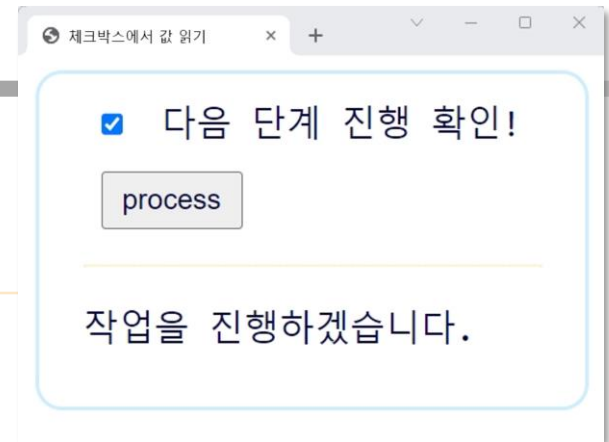 체크박스에서 값 읽기
다음 단계 진행 확인!
process
작업을 진행하겠습니다.